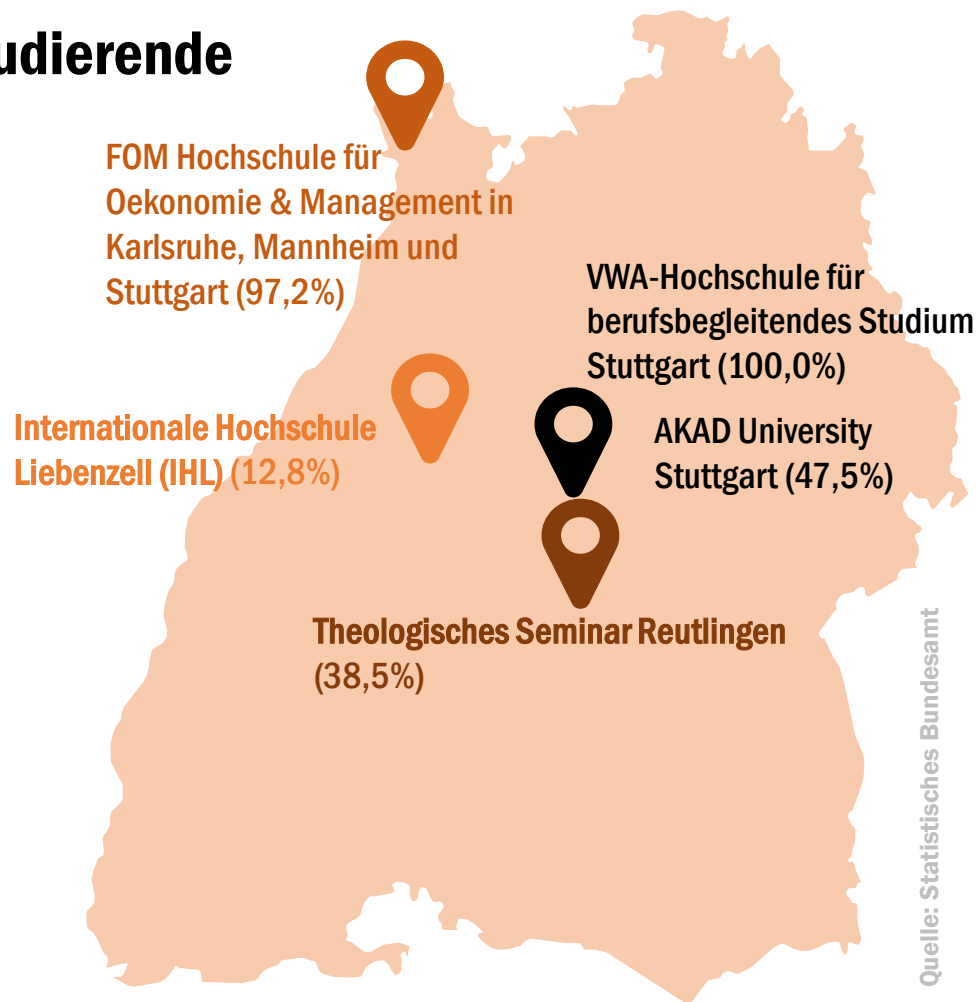 udierende
FOM Hochschule für
Oekonomie & Management in
Karlsruhe, Mannheim und
Stuttgart (97,2%)
VWA-Hochschule für
berufsbegleitendes Studium
Stuttgart (100,0%)
Internationale Hochschule
Liebenzell (IHL) (12,8%)
AKAD University
Stuttgart (47,5%)
Theologisches Seminar Reutlingen
(38,5%)
Quelle: Statistisches Bundesamt